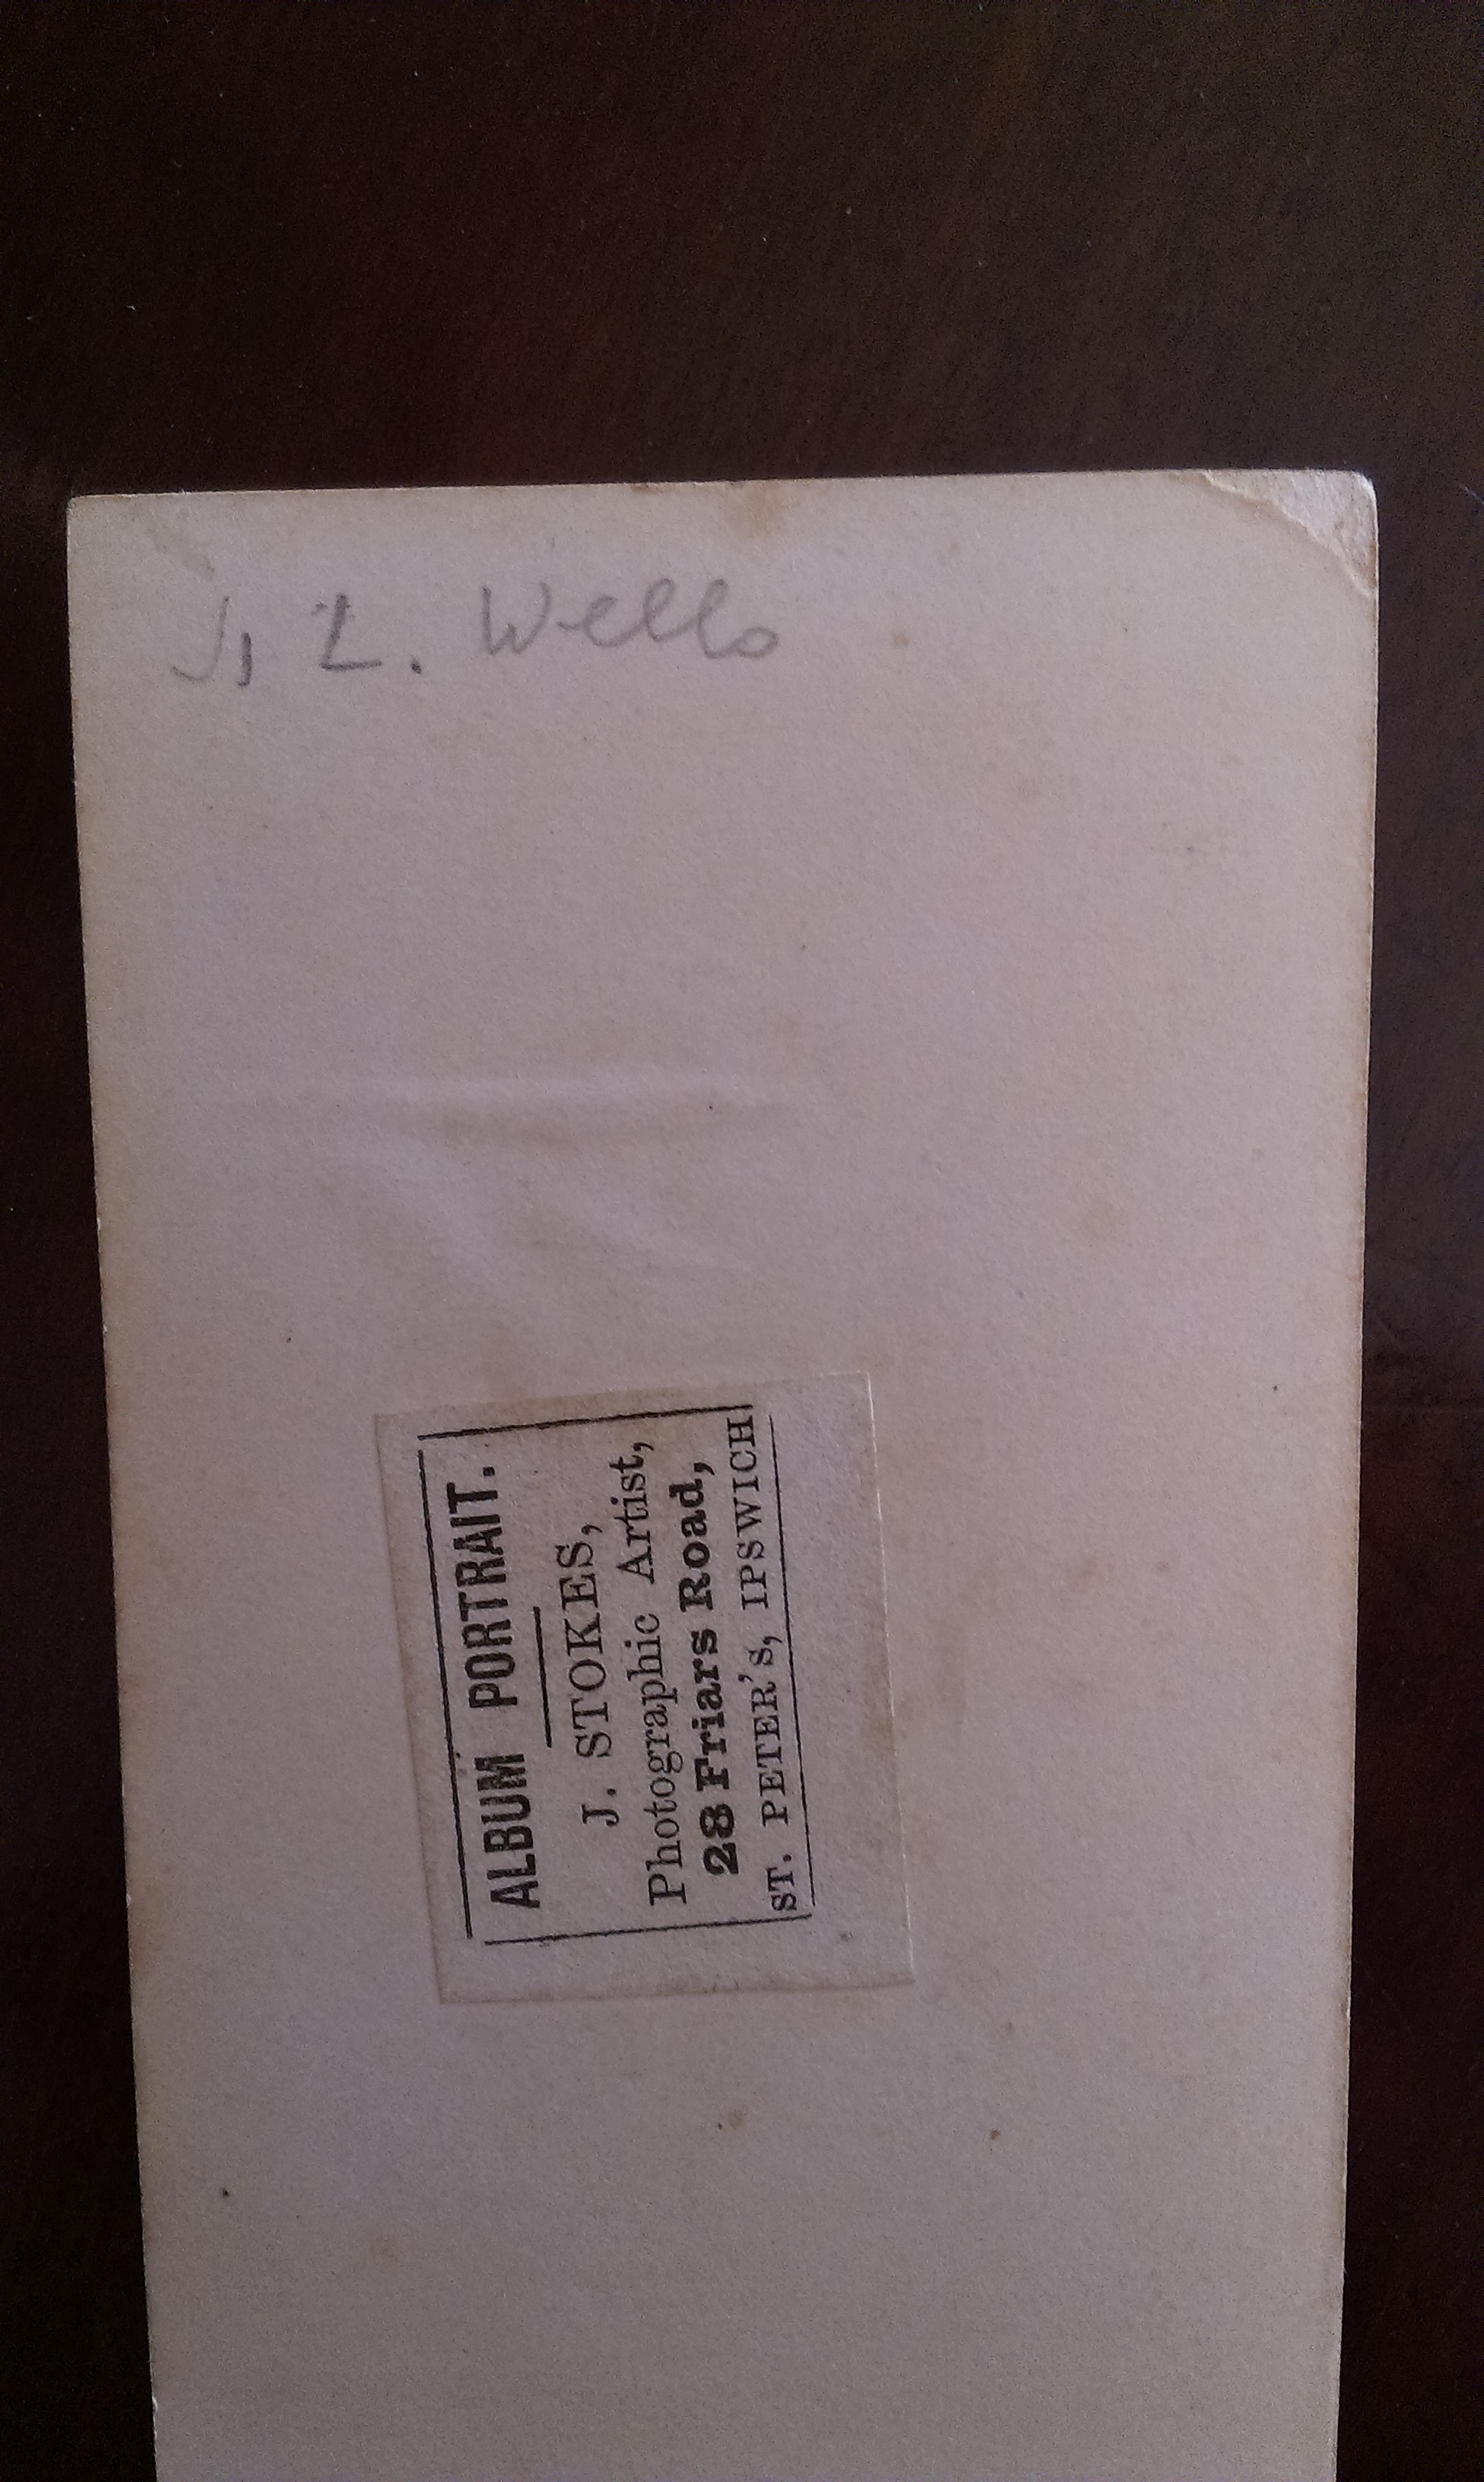 J, L. Wells
ALBUM PORTRAIT.
J. STOKES,
Photographic Artist,
28 Friars Road,
ST. PETER'S, IPSWICH